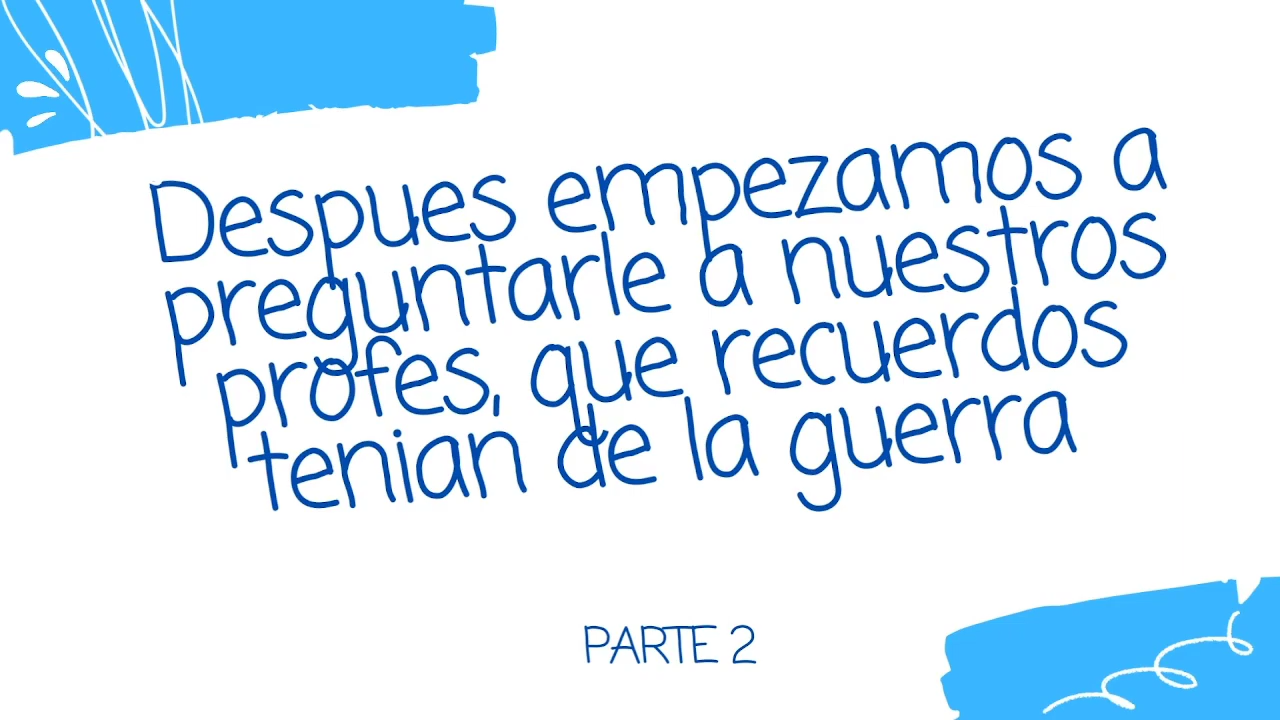 Despues empezamos a
preguntarle a nuestros
profes, que recuerdos
tenian de la guerra
PARTE 2